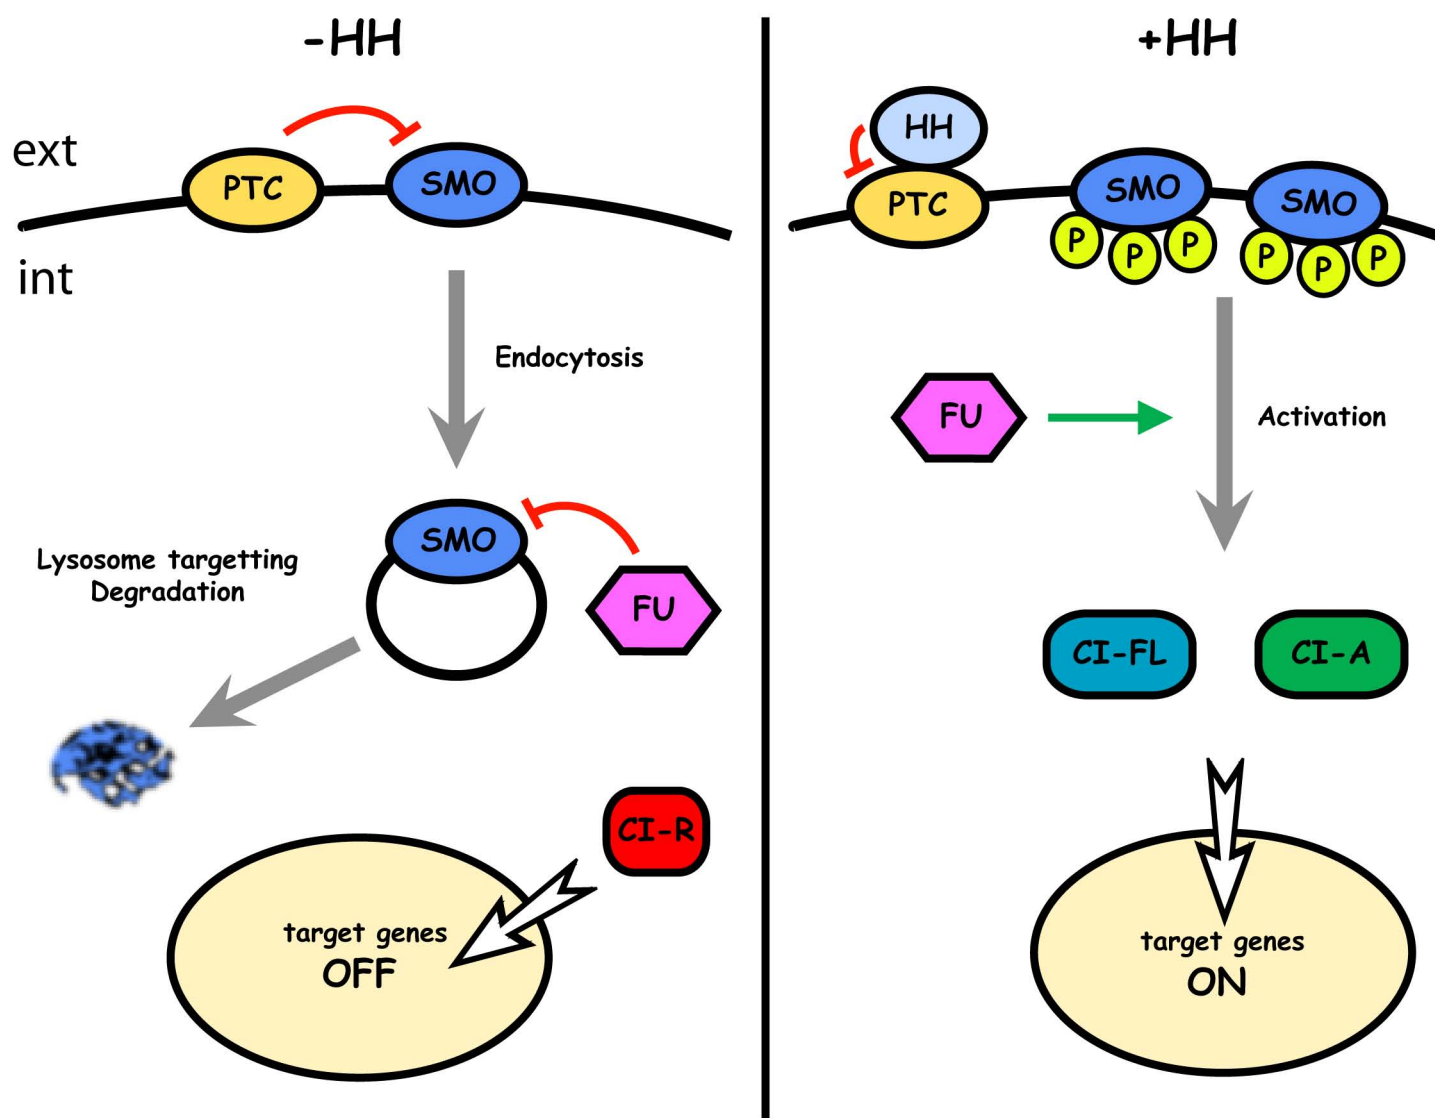 -HH
ext
PTC
SMO
int
Endocytosis
SMO
Lysosome targetting
Degradation
FU
CI-R
target genes
OFF
+HH
HH
PTC
SMO
SMO
P
P
P
P
P
P
FU
Activation
CI-FL
CI-A
target genes
ON